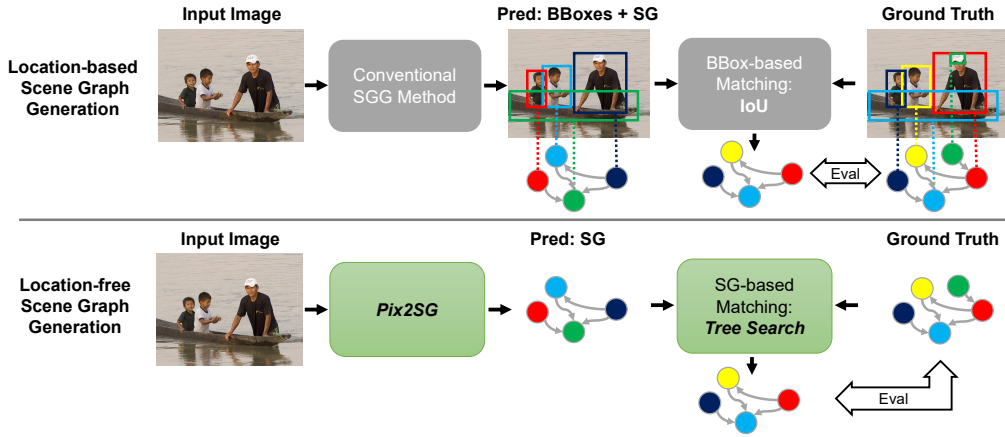 Input Image
Pred: BBoxes + SG
Ground Truth
Location-based
Scene Graph
Generation
Conventional
SGG Method
BBox-based
Matching:
IoU
Eval
Input Image
Pred: SG
Ground Truth
Location-free
Scene Graph
Generation
Pix2SG
SG-based
Matching:
Tree Search
Eval